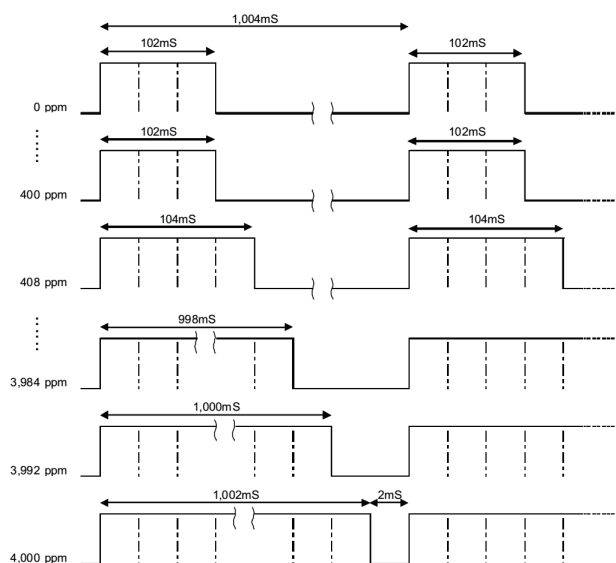 1,004mS
102mS 102mS
0 ppm
102mS 102mS
400 ppm
104mS 104mS
408 ppm
998mS
3,984 ppm
1,000mS
3,992 ppm
1,002mS 2mS
4,000 ppm